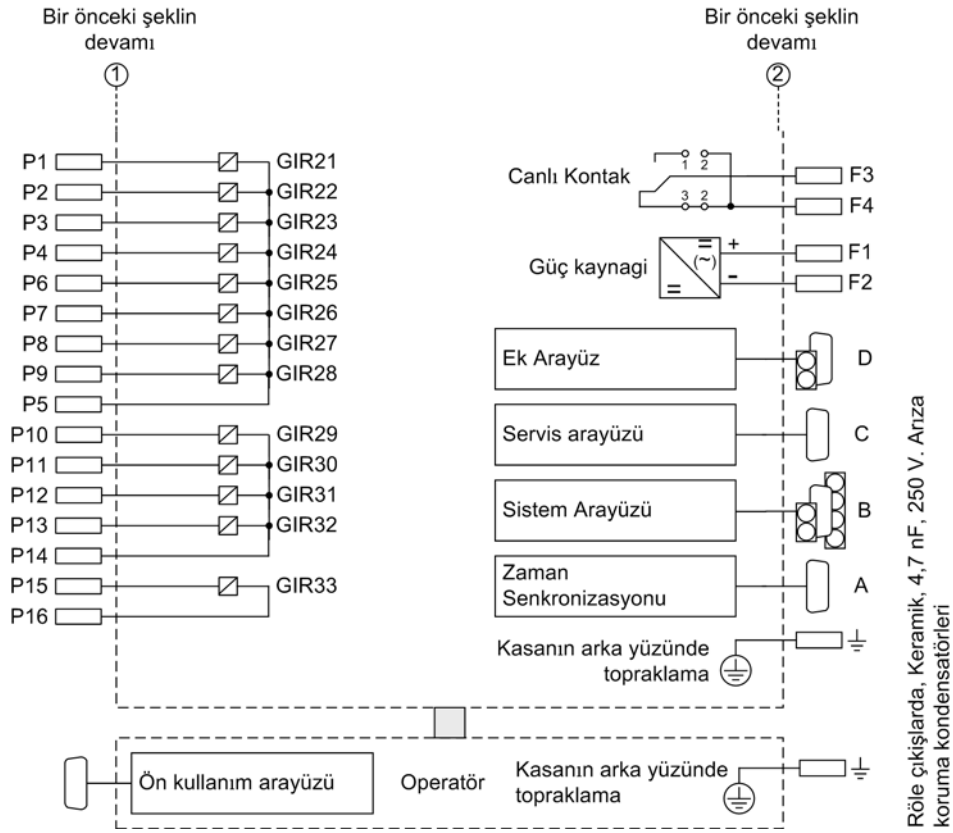 Bir önceki şeklin
devamı
1
Bir önceki şeklin
devamı
2
P1 GIR21
P2 GIR22
P3 GIR23
P4 GIR24
P6 GIR25
P7 GIR26
P8 GIR27
P9 GIR28
P5
P10 GIR29
P11 GIR30
P12 GIR31
P13 GIR32
P14
P15 GIR33
P16
Canlı Kontak
1 2
3 2
F3
F4
Güç kaynagi
= (~) =
+ F1
- F2
Ek Arayüz D
Servis arayüzü C
Sistem Arayüzü B
Zaman
Senkronizasyonu A
Kasanın arka yüzünde
topraklama
Ön kullanım arayüzü
Operatör
Kasanın arka yüzünde
topraklama
Röle çıkişlarda, Keramik, 4,7 nF, 250 V. Arıza
koruma kondensatörleri